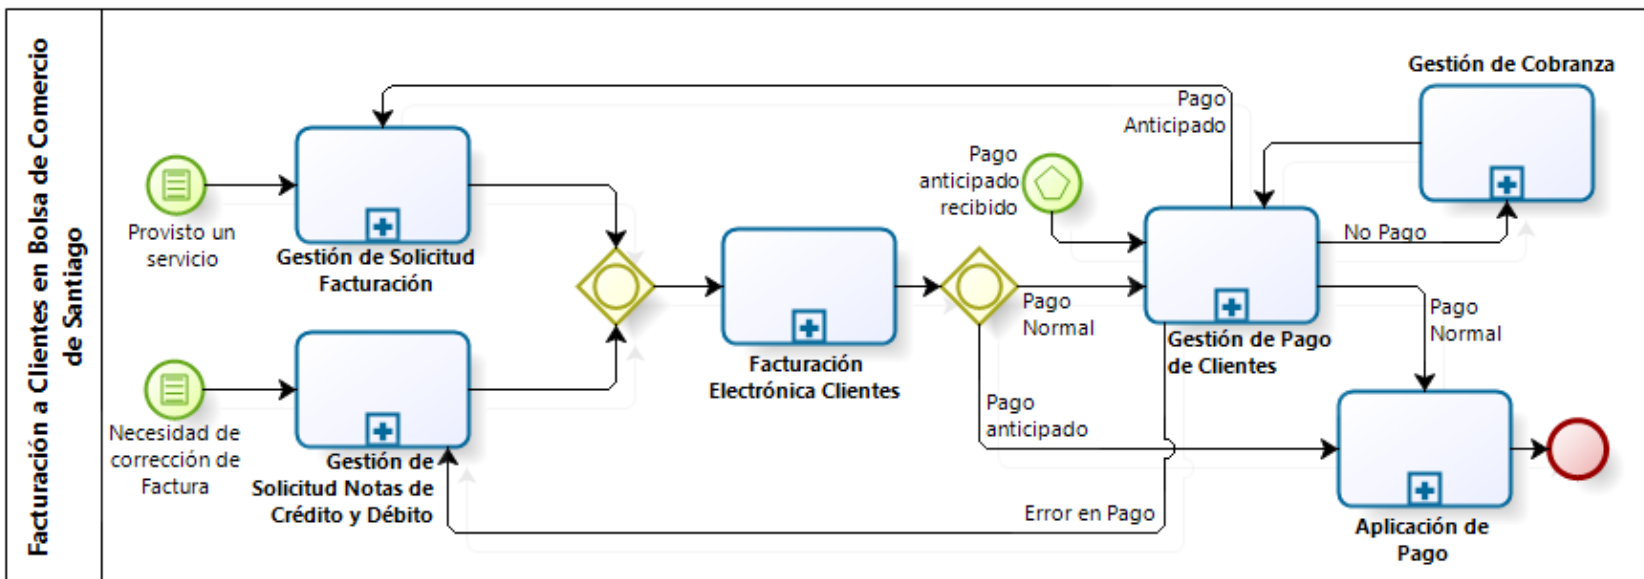 Facturación a Clientes en Bolsa de Comercio
de Santiago
Provisto un
servicio
Gestión de Solicitud
Facturación
Necesidad de
corrección de
Factura
Gestión de
Solicitud Notas de
Crédito y Débito
Facturación
Electrónica Clientes
Pago
anticipado
recibido
Pago
Anticipado
Pago
Normal
Pago
anticipado
Gestión de Pago
de Clientes
Error en Pago
Gestión de Cobranza
No Pago
Pago
Normal
Aplicación de
Pago